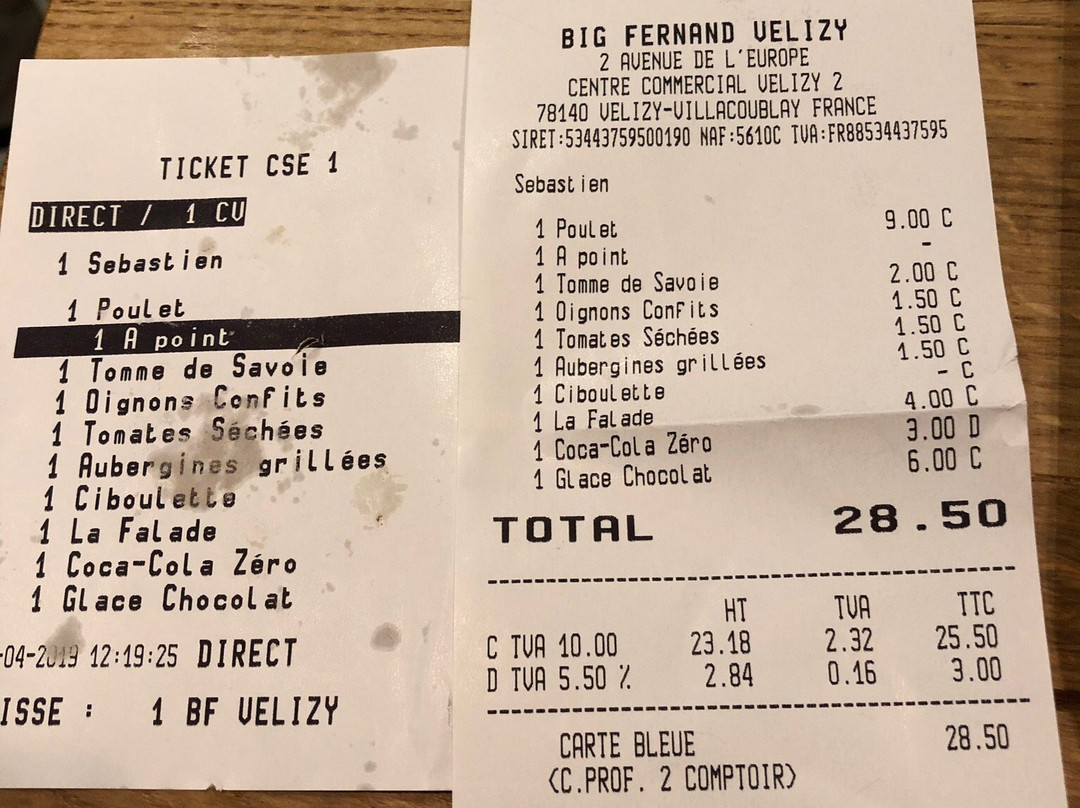 TICKET CSE 1
DIRECT / 1 CV
1 Sebastien
1 Poulet
1 A point
1 Tomme de Savoie
1 Oignons Confits
1 Tomates Séchées
1 Aubergines grillées
1 Ciboulette
1 La Falade
1 Coca-Cola Zéro
1 Glace Chocolat
-04-2019 12:19:25 DIRECT
ISSE : 1 BF VELIZY
BIG FERNAND VELIZY
2 AVENUE DE L'EUROPE
CENTRE COMMERCIAL VELIZY 2
78140 VELIZY-VILLACOUBLAY FRANCE
SIRET:53443759500190 NAF:5610C TVA:FR88534437595
Sebastien
1 Poulet 9.00 C
1 A point -
1 Tomme de Savoie 2.00 C
1 Oignons Confits 1.50 C
1 Tomates Séchées 1.50 C
1 Aubergines grillées 1.50 C
1 Ciboulette - C
1 La Falade 4.00 C
1 Coca-Cola Zéro 3.00 D
1 Glace Chocolat 6.00 C
TOTAL 28.50
HT TVA TTC
C TVA 10.00 23.18 2.32 25.50
D TVA 5.50 % 2.84 0.16 3.00
CARTE BLEUE 28.50
(C.PROF. 2 COMPTOIR)